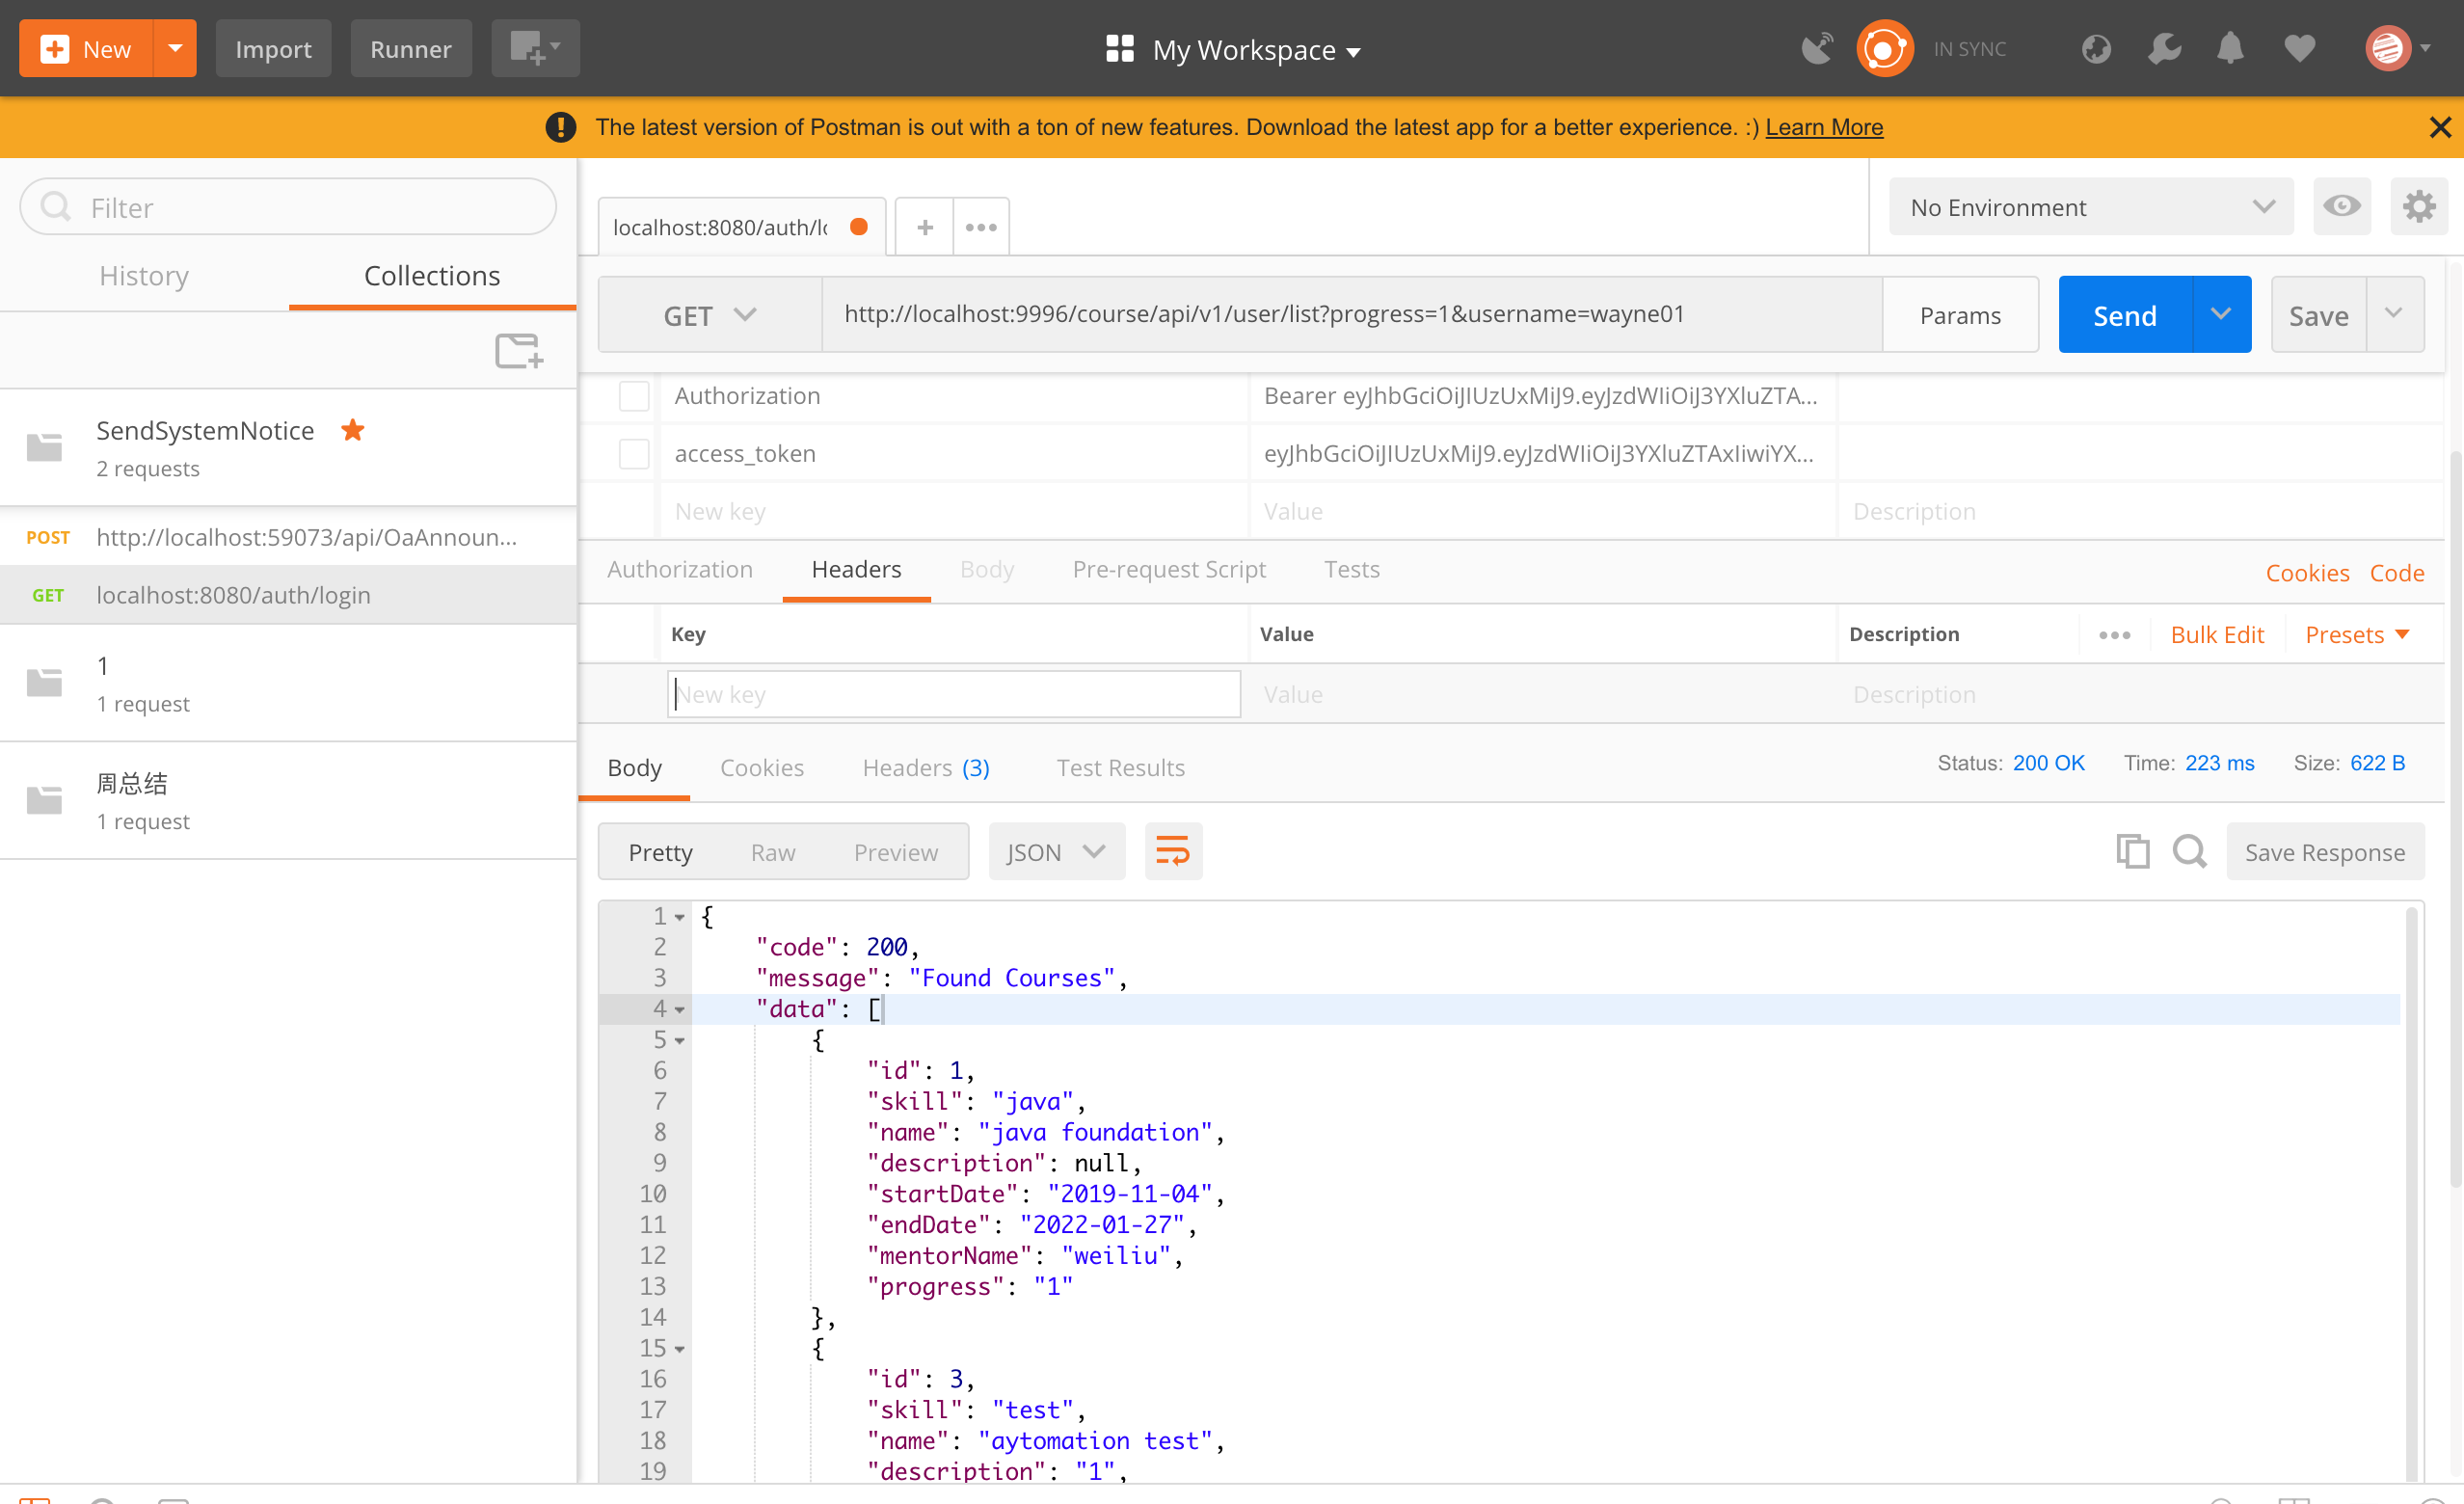 New
Import
Runner
My Workspace
IN SYNC
The latest version of Postman is out with a ton of new features. Download the latest app for a better experience. :) Learn More
Filter
History
Collections
SendSystemNotice
2 requests
POST http://localhost:59073/api/OaAnnoun...
GET localhost:8080/auth/login
1
1 request
周总结
1 request
localhost:8080/auth/lo
No Environment
GET
http://localhost:9996/course/api/v1/user/list?progress=1&username=wayne01
Params
Send
Save
Authorization Bearer eyJhbGciOiJIUzUxMiJ9.eyJzdWIiOiJ3YXluZTA...
access_token eyJhbGciOiJIUzUxMiJ9.eyJzdWIiOiJ3YXluZTAxIiwiYX...
New key Value Description
Authorization Headers Body Pre-request Script Tests Cookies Code
Key Value Description Bulk Edit Presets
New key Value Description
Body Cookies Headers (3) Test Results Status: 200 OK Time: 223 ms Size: 622 B
Pretty Raw Preview JSON Save Response
1 {
2 "code": 200,
3 "message": "Found Courses",
4 "data": [
5 {
6 "id": 1,
7 "skill": "java",
8 "name": "java foundation",
9 "description": null,
10 "startDate": "2019-11-04",
11 "endDate": "2022-01-27",
12 "mentorName": "weiliu",
13 "progress": "1"
14 },
15 {
16 "id": 3,
17 "skill": "test",
18 "name": "aytomation test",
19 "description": "1",